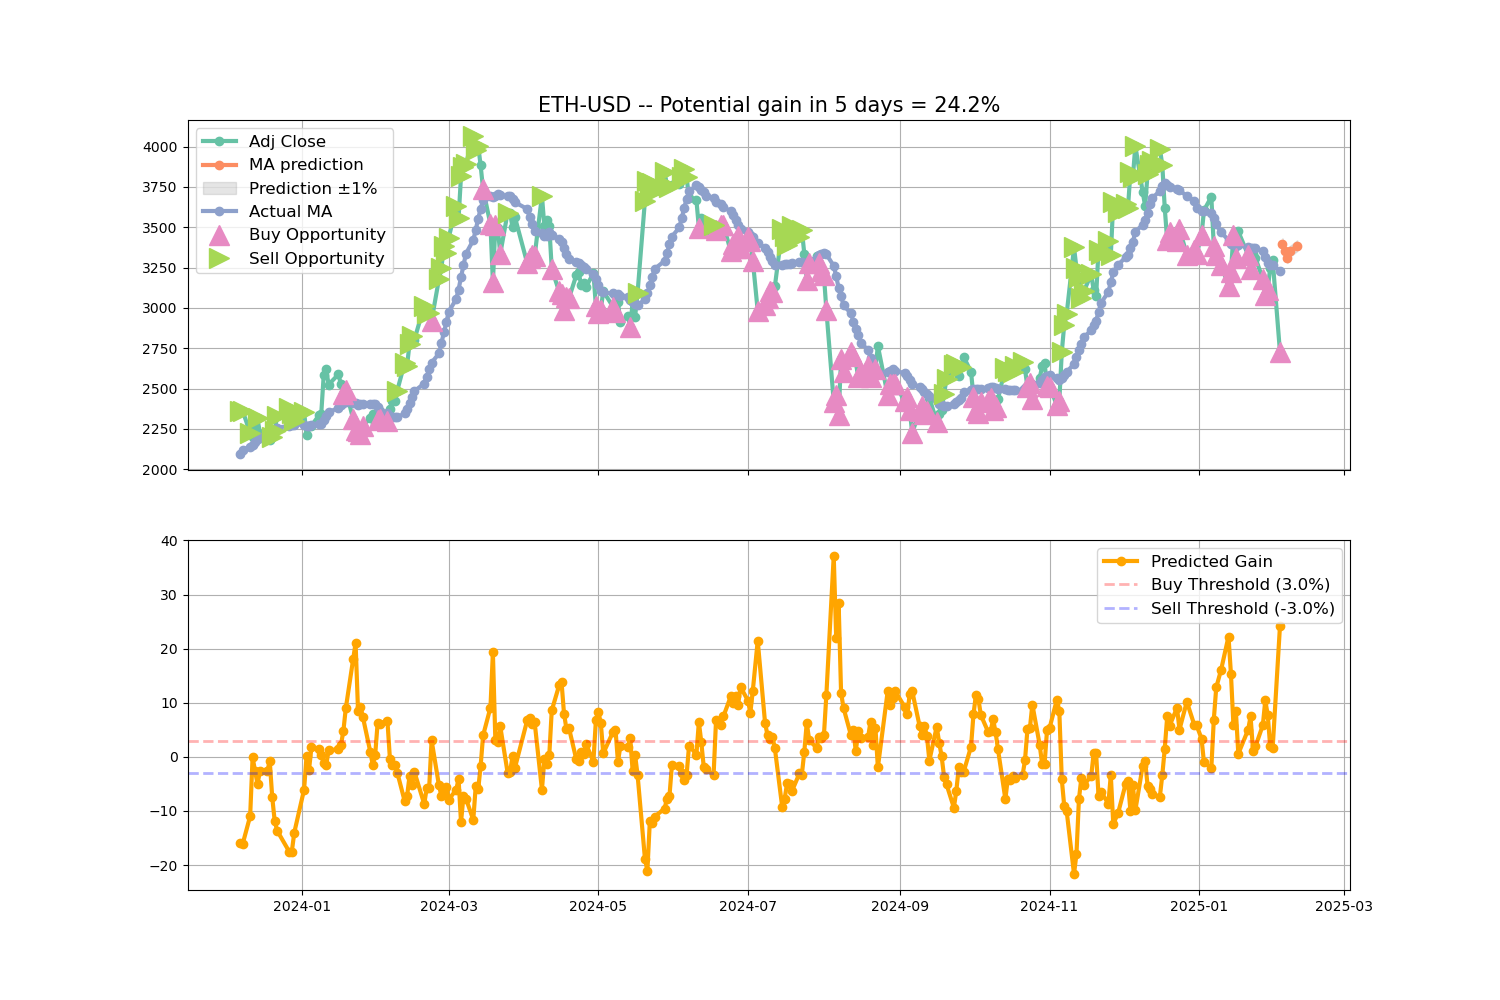 ETH-USD -- Potential gain in 5 days = 24.2%
4000
3750
3500
3250
3000
2750
2500
2250
2000
Adj Close
MA prediction
Prediction ±1%
Actual MA
Buy Opportunity
Sell Opportunity
40
30
20
10
0
−10
−20
Predicted Gain
Buy Threshold (3.0%)
Sell Threshold (-3.0%)
2024-01
2024-03
2024-05
2024-07
2024-09
2024-11
2025-01
2025-03